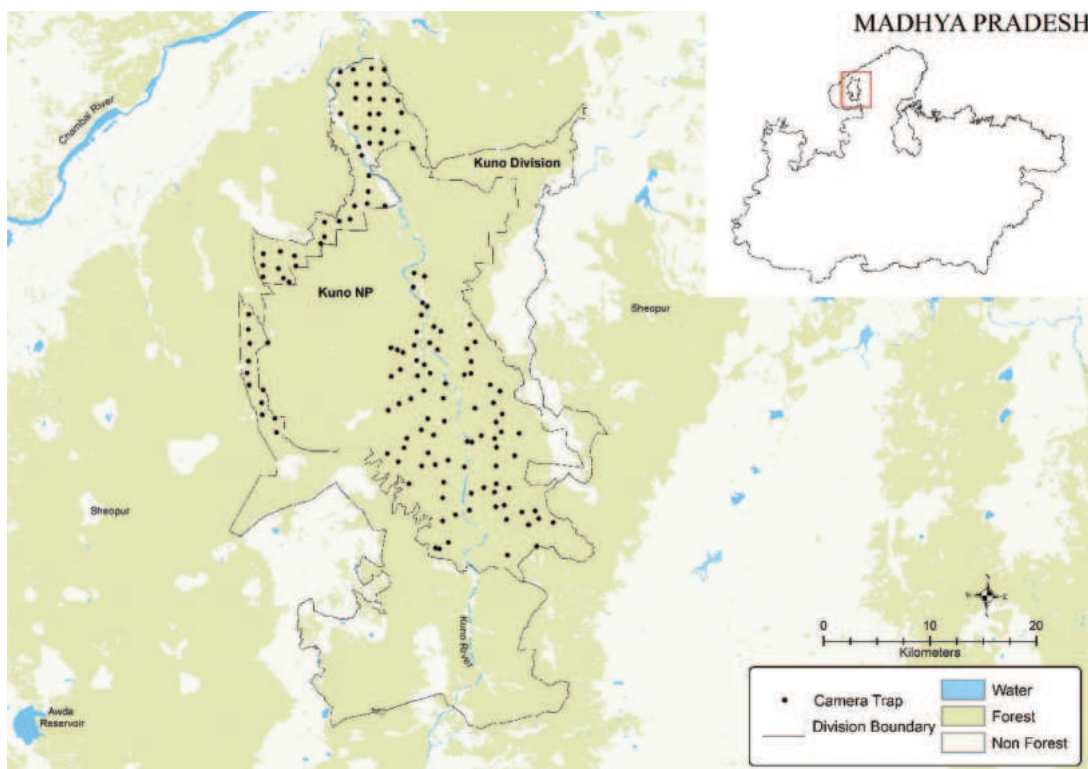 MADHYA PRADESH
Chambal River
Kuno Division
Kuno NP
Sheopur
Sheopur
Kuno River
Awda
Reservoir
N
0 10 20
Kilometers
Camera Trap
Division Boundary
Water
Forest
Non Forest